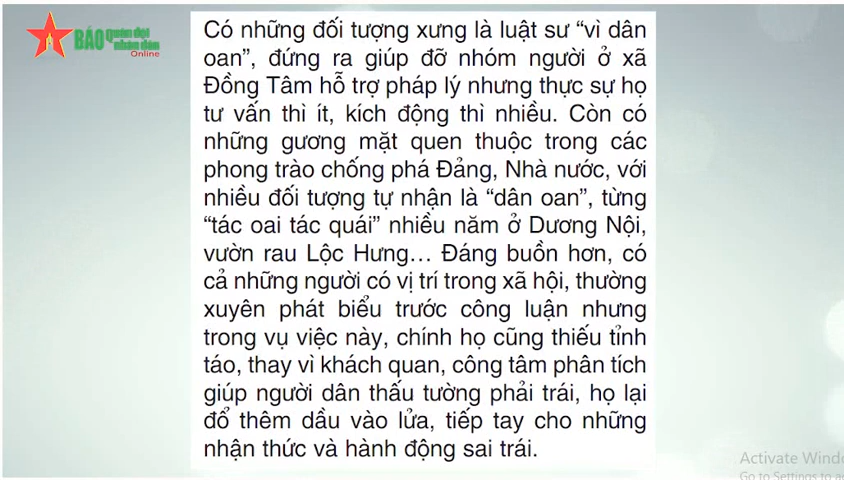 BÁO quân đội
nhân dân
Online
Có những đối tượng xưng là luật sư “vì dân
oan”, đứng ra giúp đỡ nhóm người ở xã
Đồng Tâm hỗ trợ pháp lý nhưng thực sự họ
tư vấn thì ít, kích động thì nhiều. Còn có
những gương mặt quen thuộc trong các
phong trào chống phá Đảng, Nhà nước, với
nhiều đối tượng tự nhận là “dân oan”, từng
“tác oai tác quái” nhiều năm ở Dương Nội,
vườn rau Lộc Hưng… Đáng buồn hơn, có
cả những người có vị trí trong xã hội, thường
xuyên phát biểu trước công luận nhưng
trong vụ việc này, chính họ cũng thiếu tỉnh
táo, thay vì khách quan, công tâm phân tích
giúp người dân thấu tường phải trái, họ lại
đổ thêm dầu vào lửa, tiếp tay cho những
nhận thức và hành động sai trái.
Activate Windo
Go to Settings to a